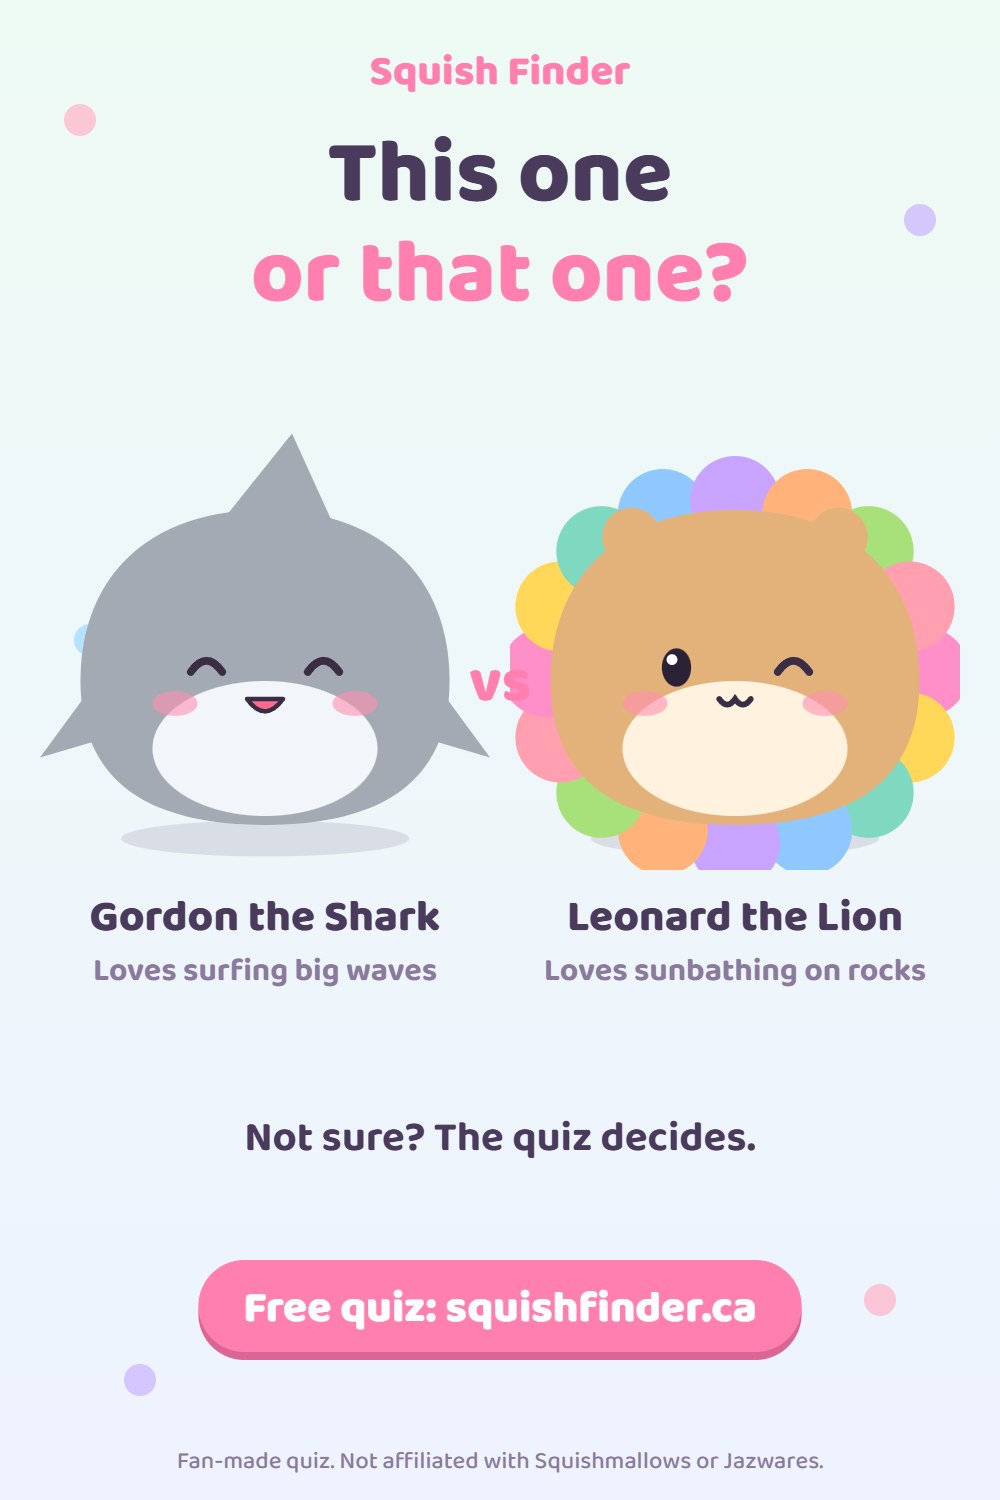 Squish Finder
This one
or that one?
vs
Gordon the Shark
Loves surfing big waves
Leonard the Lion
Loves sunbathing on rocks
Not sure? The quiz decides.
Free quiz: squishfinder.ca
Fan-made quiz. Not affiliated with Squishmallows or Jazwares.